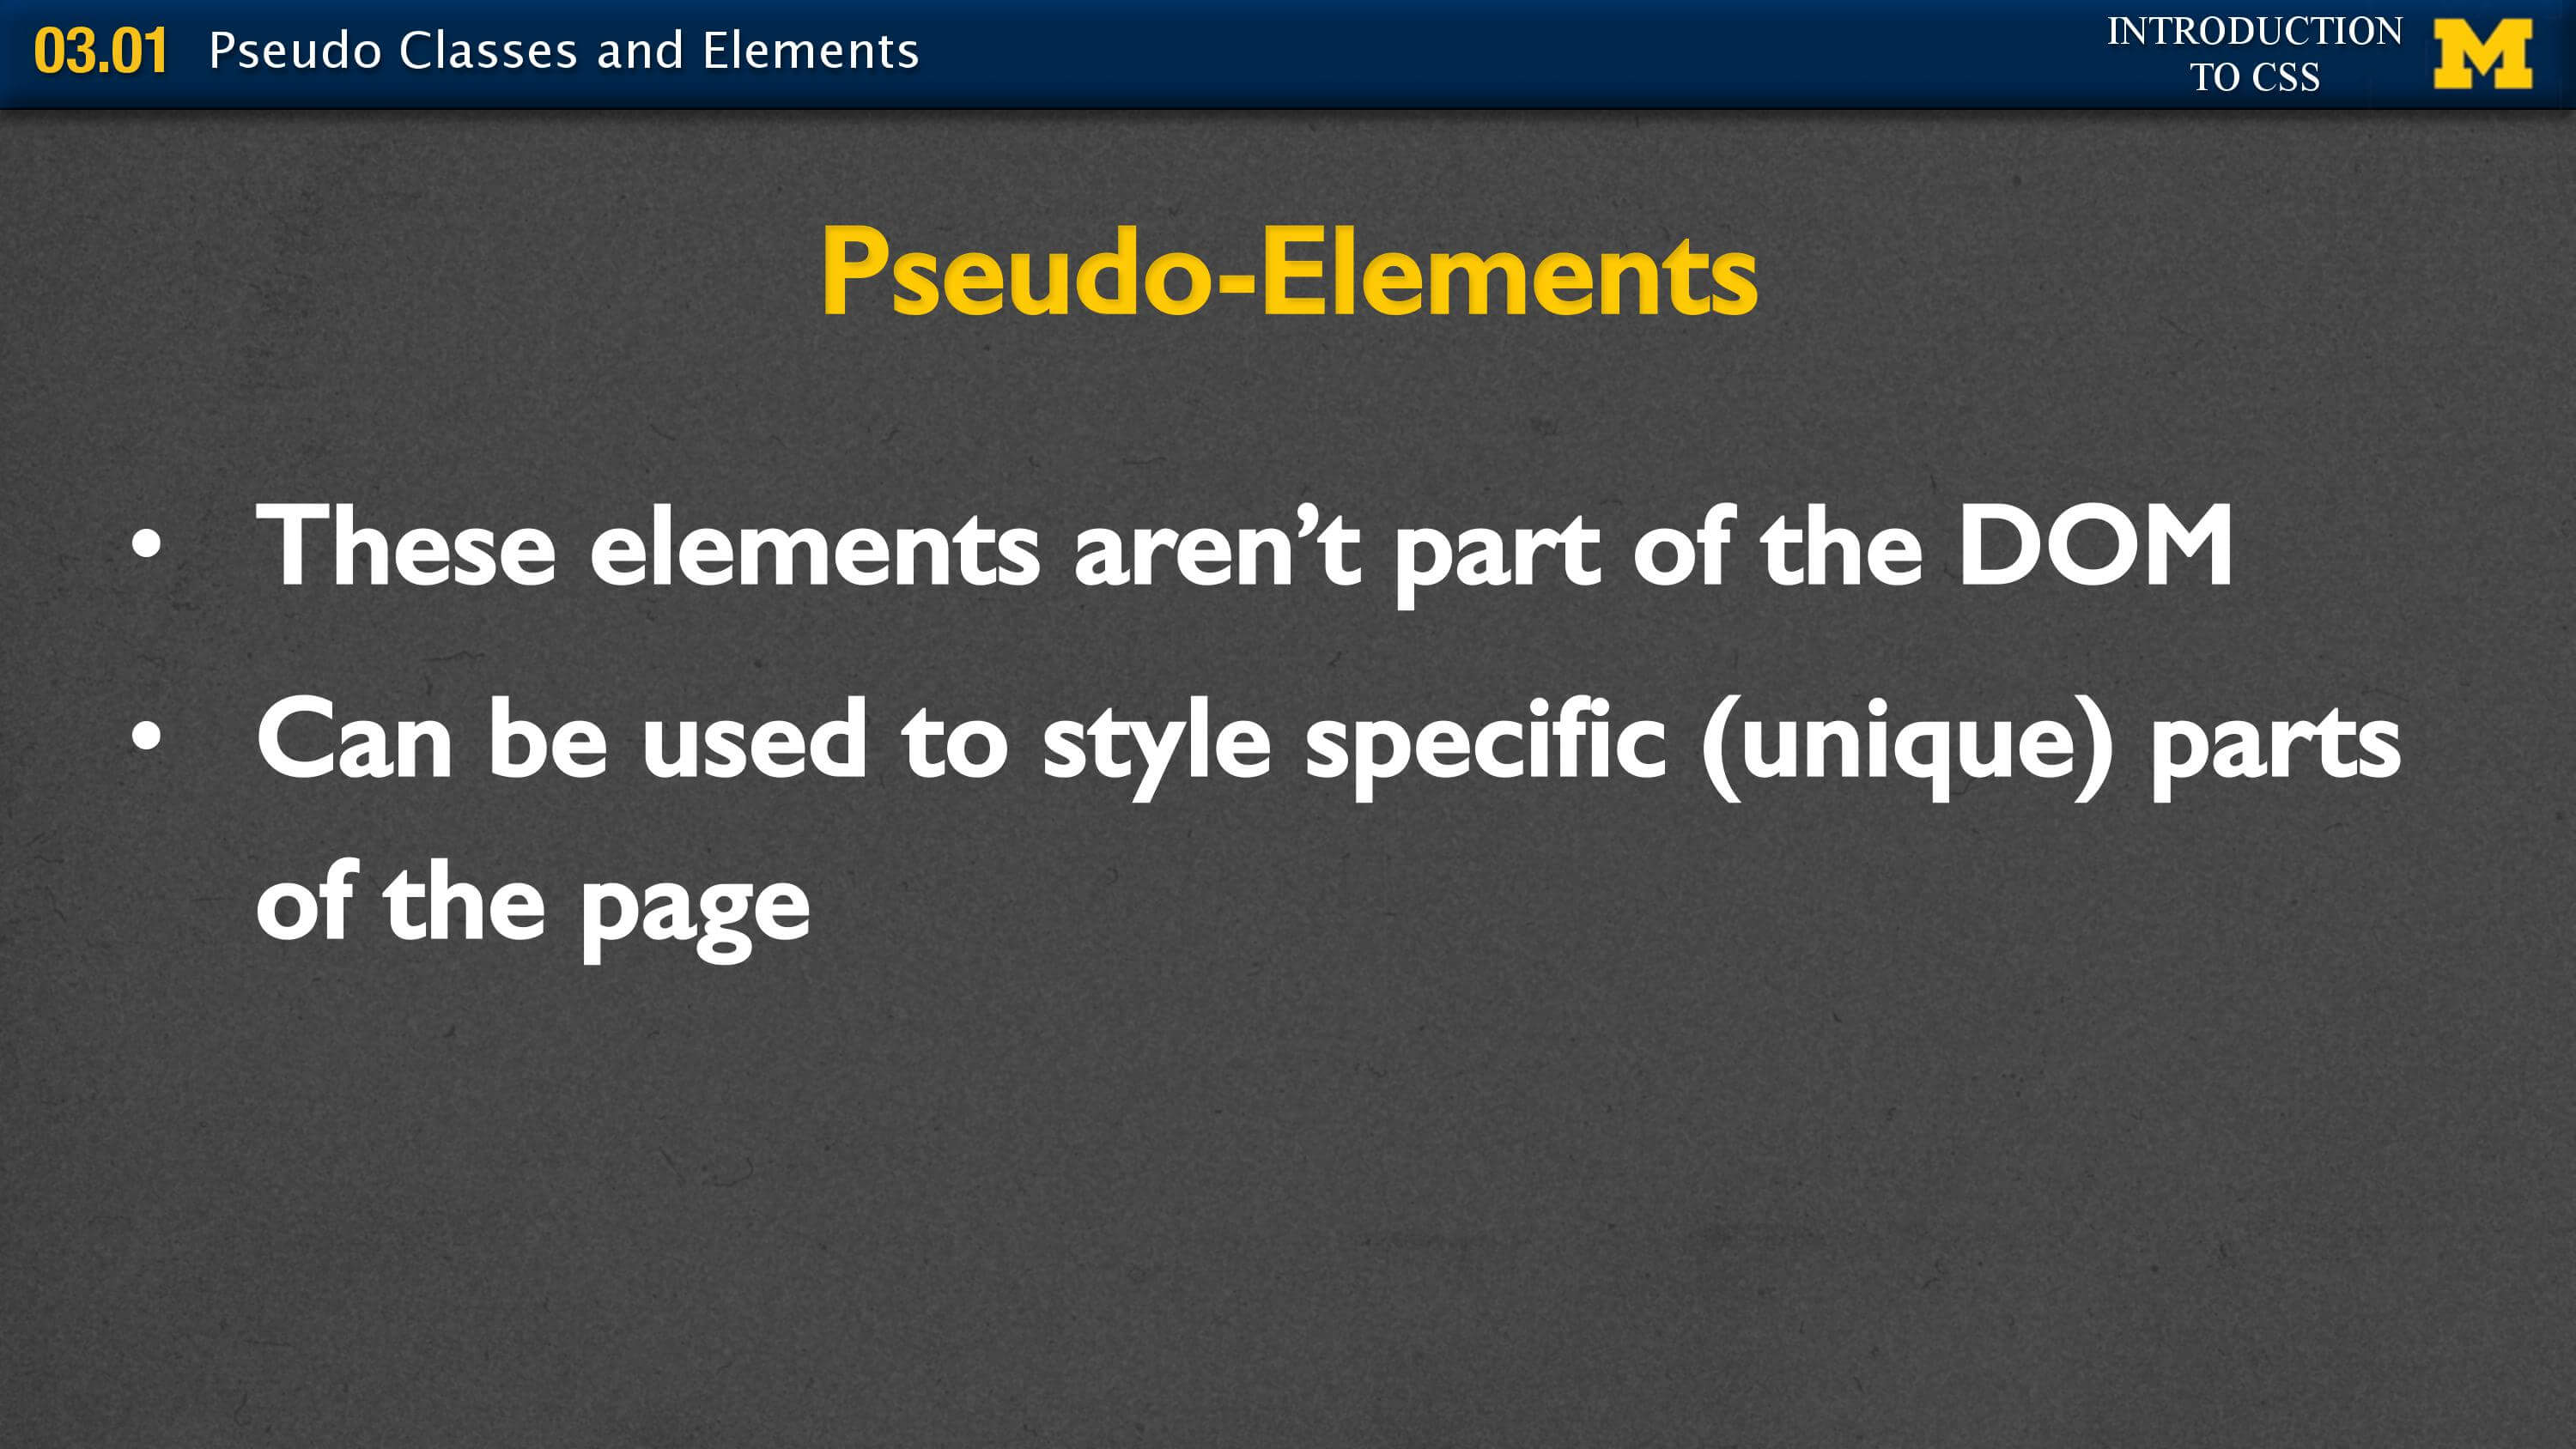 03.01 Pseudo Classes and Elements
INTRODUCTION
TO CSS
M
Pseudo-Elements
• These elements aren’t part of the DOM
• Can be used to style specific (unique) parts
of the page